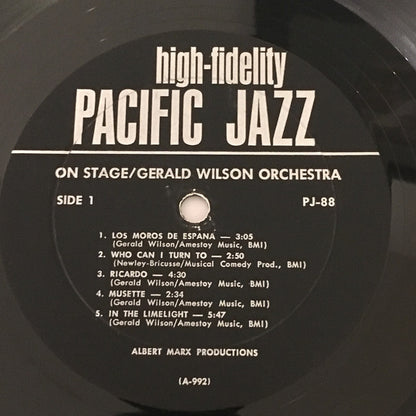 high-fidelity
PACIFIC JAZZ
ON STAGE/GERALD WILSON ORCHESTRA
SIDE 1 PJ-88
1. LOS MOROS DE ESPANA — 3:05
(Gerald Wilson/Amestoy Music, BMI)
2. WHO CAN I TURN TO — 2:50
(Newley-Bricusse/Musical Comedy Prod., BMI)
3. RICARDO — 4:30
(Gerald Wilson/Amestoy Music, BMI)
4. MUSETTE — 2:34
(Gerald Wilson/Amestoy Music, BMI)
5. IN THE LIMELIGHT — 5:47
(Gerald Wilson/Amestoy Music, BMI)
ALBERT MARX PRODUCTIONS
(A-992)